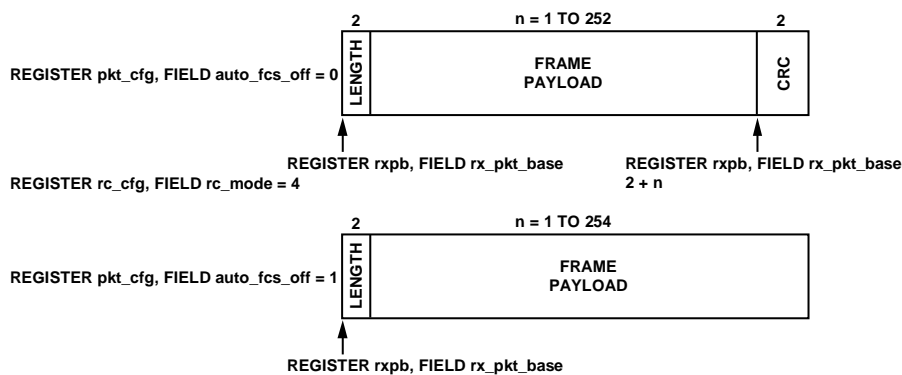 2 n = 1 TO 252 2
REGISTER pkt_cfg, FIELD auto_fcs_off = 0
LENGTH
FRAME
PAYLOAD
CRC
REGISTER rxpb, FIELD rx_pkt_base
REGISTER rxpb, FIELD rx_pkt_base
2 + n
REGISTER rc_cfg, FIELD rc_mode = 4
2 n = 1 TO 254
REGISTER pkt_cfg, FIELD auto_fcs_off = 1
LENGTH
FRAME
PAYLOAD
REGISTER rxpb, FIELD rx_pkt_base